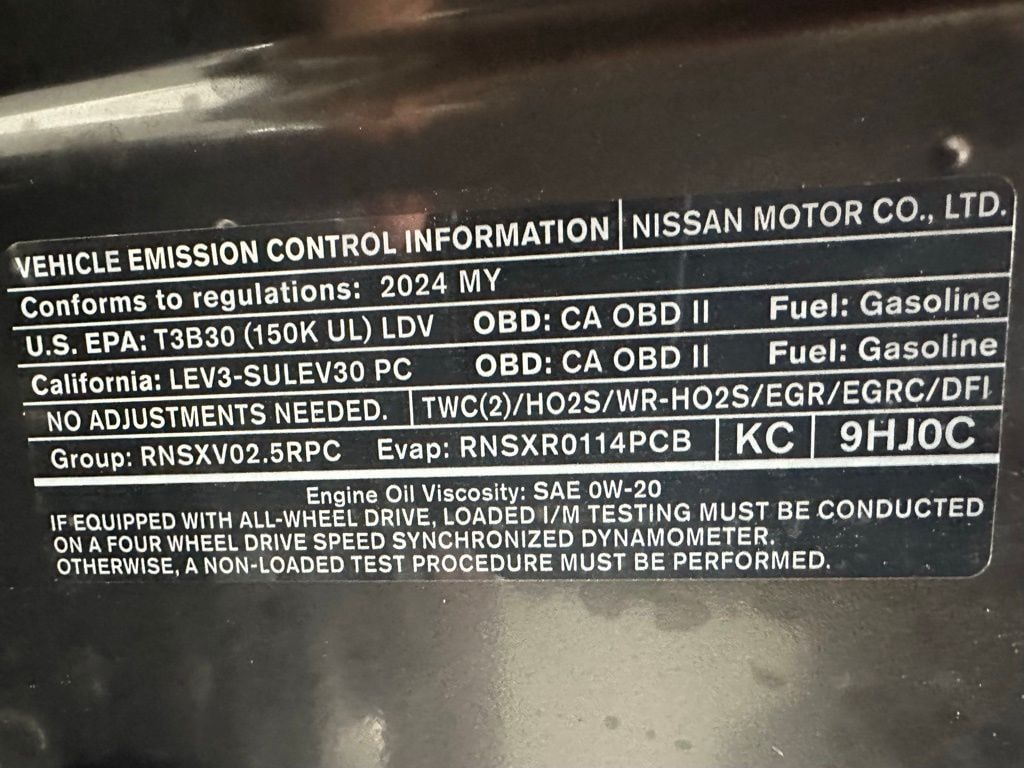 VEHICLE EMISSION CONTROL INFORMATION NISSAN MOTOR CO., LTD.
Conforms to regulations: 2024 MY
U.S. EPA: T3B30 (150K UL) LDV OBD: CA OBD II Fuel: Gasoline
California: LEV3-SULEV30 PC OBD: CA OBD II Fuel: Gasoline
NO ADJUSTMENTS NEEDED. TWC(2)/HO2S/WR-HO2S/EGR/EGRC/DFI
Group: RNSXV02.5RPC Evap: RNSXR0114PCB KC 9HJ0C
Engine Oil Viscosity: SAE 0W-20
IF EQUIPPED WITH ALL-WHEEL DRIVE, LOADED I/M TESTING MUST BE CONDUCTED
ON A FOUR WHEEL DRIVE SPEED SYNCHRONIZED DYNAMOMETER.
OTHERWISE, A NON-LOADED TEST PROCEDURE MUST BE PERFORMED.